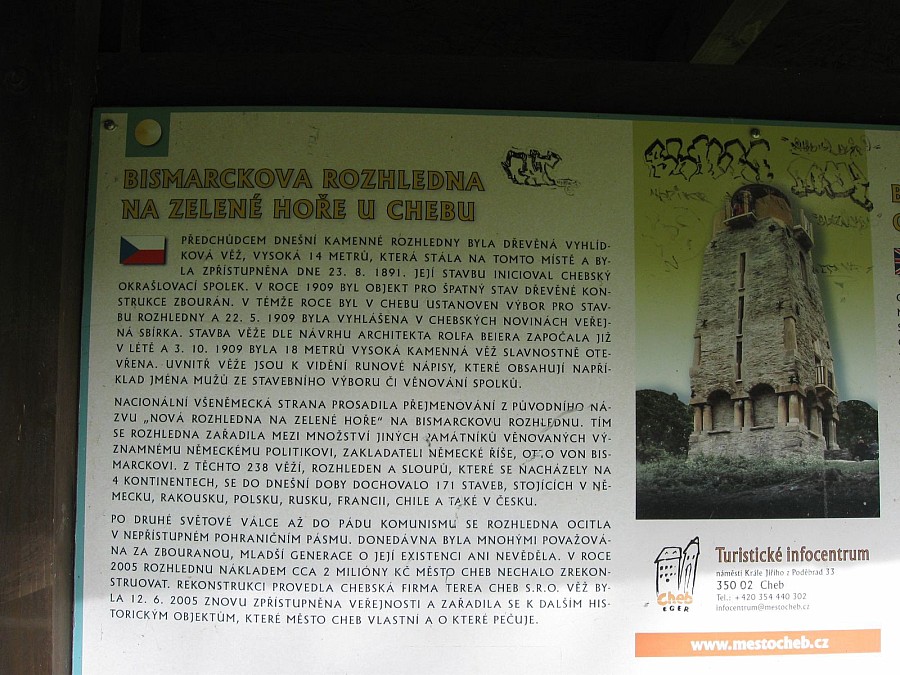 BISMARCKOVA ROZHLEDNA
NA ZELENÉ HOŘE U CHEBU
PŘEDCHŮDCEM DNEŠNÍ KAMENNÉ ROZHLEDNY BYLA DŘEVĚNÁ VYHLÍD-
KOVÁ VĚŽ, VYSOKÁ 14 METRŮ, KTERÁ STÁLA NA TOMTO MÍSTĚ A BY-
LA ZPŘÍSTUPNĚNA DNE 23. 8. 1891. JEJÍ STAVBU INICIOVAL CHEBSKÝ
OKRAŠLOVACÍ SPOLEK. V ROCE 1909 BYL OBJEKT PRO ŠPATNÝ STAV DŘEVĚNÉ KON-
STRUKCE ZBOURÁN. V TÉMŽE ROCE BYL V CHEBU USTANOVEN VÝBOR PRO STAV-
BU ROZHLEDNY A 22. 5. 1909 BYLA VYHLÁŠENA V CHEBSKÝCH NOVINÁCH VEŘEJ-
NÁ SBÍRKA. STAVBA VĚŽE DLE NÁVRHU ARCHITEKTA ROLFA BEIERA ZAPOČALA JIŽ
V LÉTĚ A 3. 10. 1909 BYLA 18 METRŮ VYSOKÁ KAMENNÁ VĚŽ SLAVNOSTNĚ OTE-
VŘENA. UVNITŘ VĚŽE JSOU K VIDĚNÍ RUNOVÉ NÁPISY, KTERÉ OBSAHUJÍ NAPŘÍ-
KLAD JMÉNA MUŽŮ ZE STAVEBNÍHO VÝBORU ČI VĚNOVÁNÍ SPOLKŮ.
NACIONÁLNÍ VŠENĚMECKÁ STRANA PROSADILA PŘEJMENOVÁNÍ Z PŮVODNÍHO NÁ-
ZVU „NOVÁ ROZHLEDNA NA ZELENÉ HOŘE" NA BISMARCKOVU ROZHLEDNU. TÍM
SE ROZHLEDNA ZAŘADILA MEZI MNOŽSTVÍ JINÝCH PAMÁTNÍKŮ VĚNOVANÝCH VÝ-
ZNAMNÉMU NĚMECKÉMU POLITIKOVI, ZAKLADATELI NĚMECKÉ ŘÍŠE, OTTO VON BIS-
MARCKOVI. Z TĚCHTO 238 VĚŽÍ, ROZHLEDEN A SLOUPŮ, KTERÉ SE NACHÁZELY NA
4 KONTINENTECH, SE DO DNEŠNÍ DOBY DOCHOVALO 171 STAVEB, STOJÍCÍCH V NĚ-
MECKU, RAKOUSKU, POLSKU, RUSKU, FRANCII, CHILE A TAKÉ V ČESKU.
PO DRUHÉ SVĚTOVÉ VÁLCE AŽ DO PÁDU KOMUNISMU SE ROZHLEDNA OCITLA
V NEPŘÍSTUPNÉM POHRANIČNÍM PÁSMU. DONEDÁVNA BYLA MNOHÝMI POVAŽOVÁ-
NA ZA ZBOURANOU, MLADŠÍ GENERACE O JEJÍ EXISTENCI ANI NEVĚDĚLA. V ROCE
2005 ROZHLEDNU NÁKLADEM CCA 2 MILIÓNY KČ MĚSTO CHEB NECHALO ZREKON-
STRUOVAT. REKONSTRUKCI PROVEDLA CHEBSKÁ FIRMA TEREA CHEB S.R.O. VĚŽ BY-
LA 12. 6. 2005 ZNOVU ZPŘÍSTUPNĚNA VEŘEJNOSTI A ZAŘADILA SE K DALŠÍM HIS-
TORICKÝM OBJEKTŮM, KTERÉ MĚSTO CHEB VLASTNÍ A O KTERÉ PEČUJE.
Cheb
EGER
Turistické infocentrum
náměstí Krále Jiřího z Poděbrad 33
350 02 Cheb
Tel.: +420 354 440 302
infocentrum@mestocheb.cz
www.mestocheb.cz